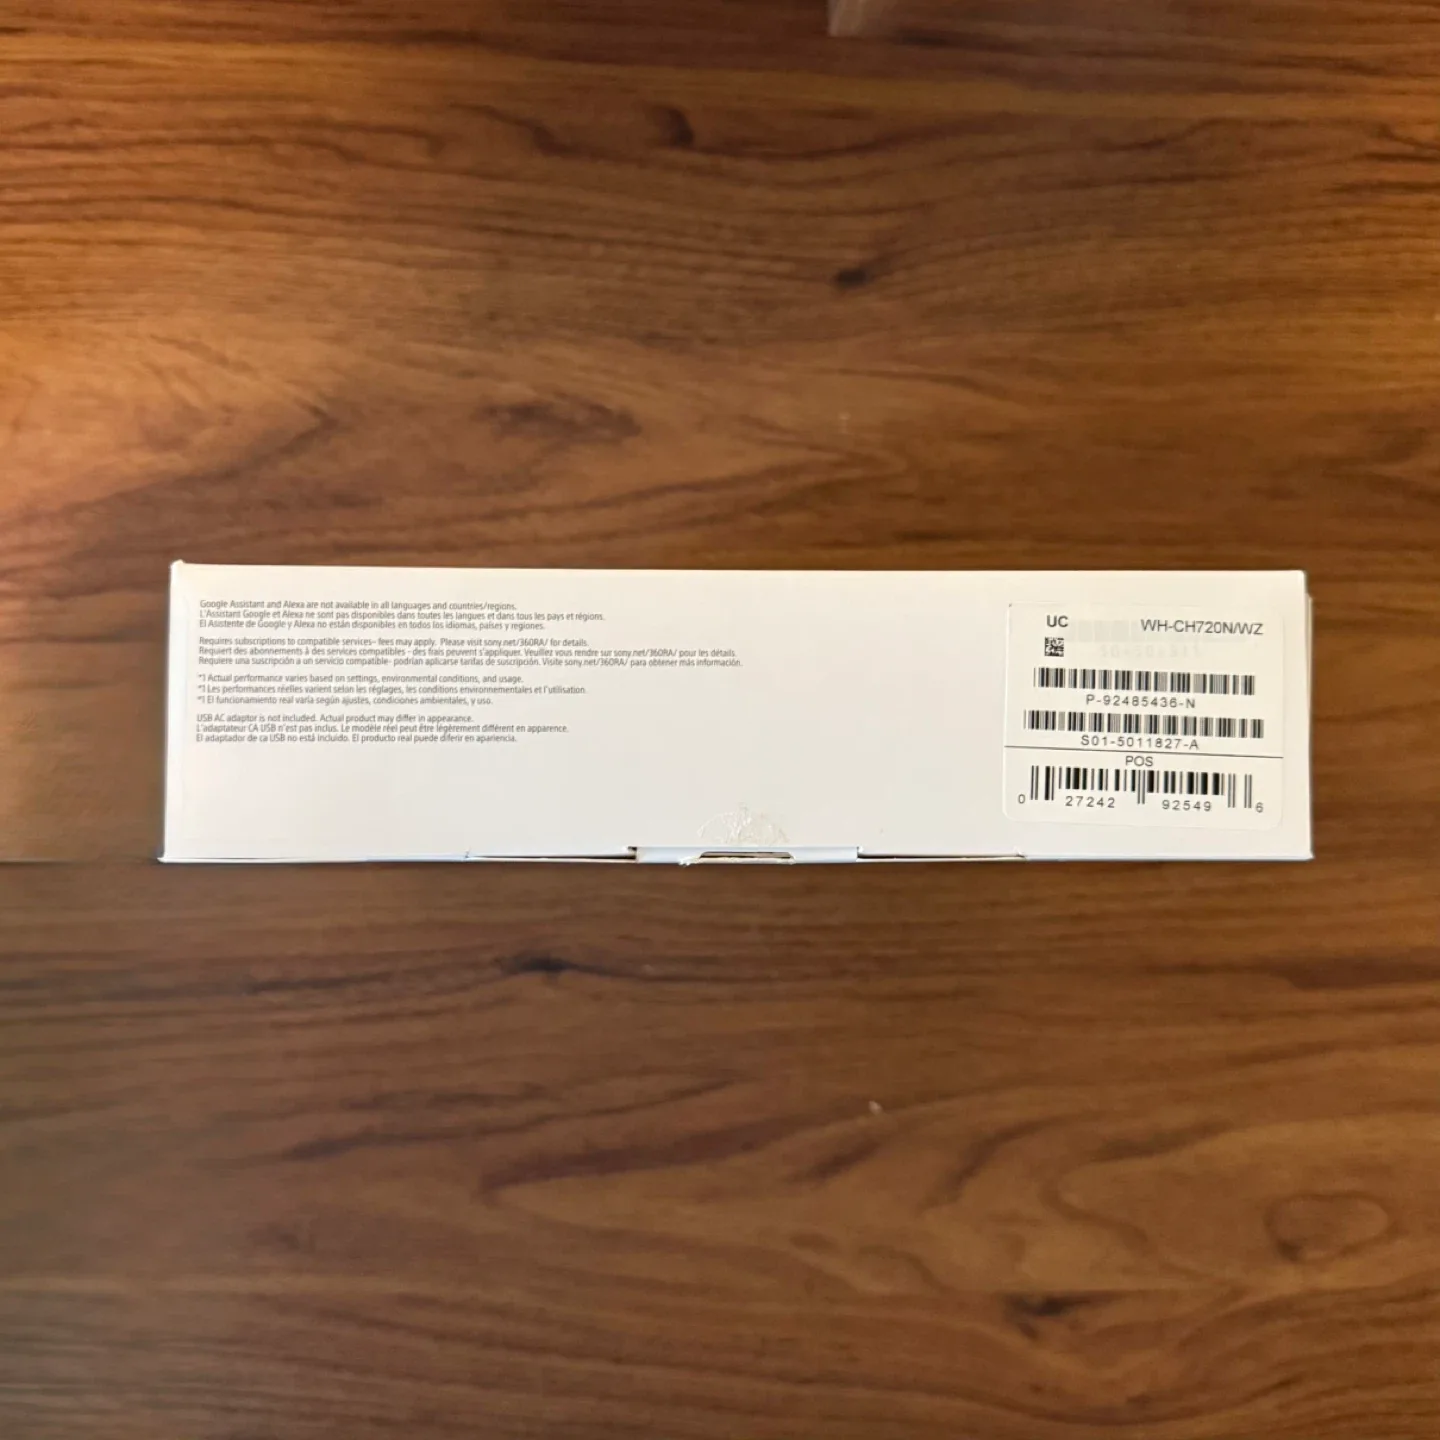 Google Assistant and Alexa are not available in all languages and countries/regions.
L'Assistant Google et Alexa ne sont pas disponibles dans toutes les langues et dans tous les pays et régions.
El Asistente de Google y Alexa no están disponibles en todos los idiomas, países y regiones.
Requires subscriptions to compatible services– fees may apply. Please visit sony.net/360RA/ for details.
Requiert des abonnements à des services compatibles - des frais peuvent s'appliquer. Veuillez vous rendre sur sony.net/360RA/ pour les détails.
Requiere una suscripción a un servicio compatible- podrían aplicarse tarifas de suscripción. Visite sony.net/360RA/ para obtener más información.
*1 Actual performance varies based on settings, environmental conditions, and usage.
*1 Les performances réelles varient selon les réglages, les conditions environnementales et l'utilisation.
*1 El funcionamiento real varía según ajustes, condiciones ambientales, y uso.
USB AC adaptor is not included. Actual product may differ in appearance.
L'adaptateur CA USB n'est pas inclus. Le modèle réel peut être légèrement différent en apparence.
El adaptador de ca USB no está incluido. El producto real puede diferir en apariencia.
UC WH-CH720N/WZ
P-92485436-N
S01-5011827-A
POS
0 27242 92549 6